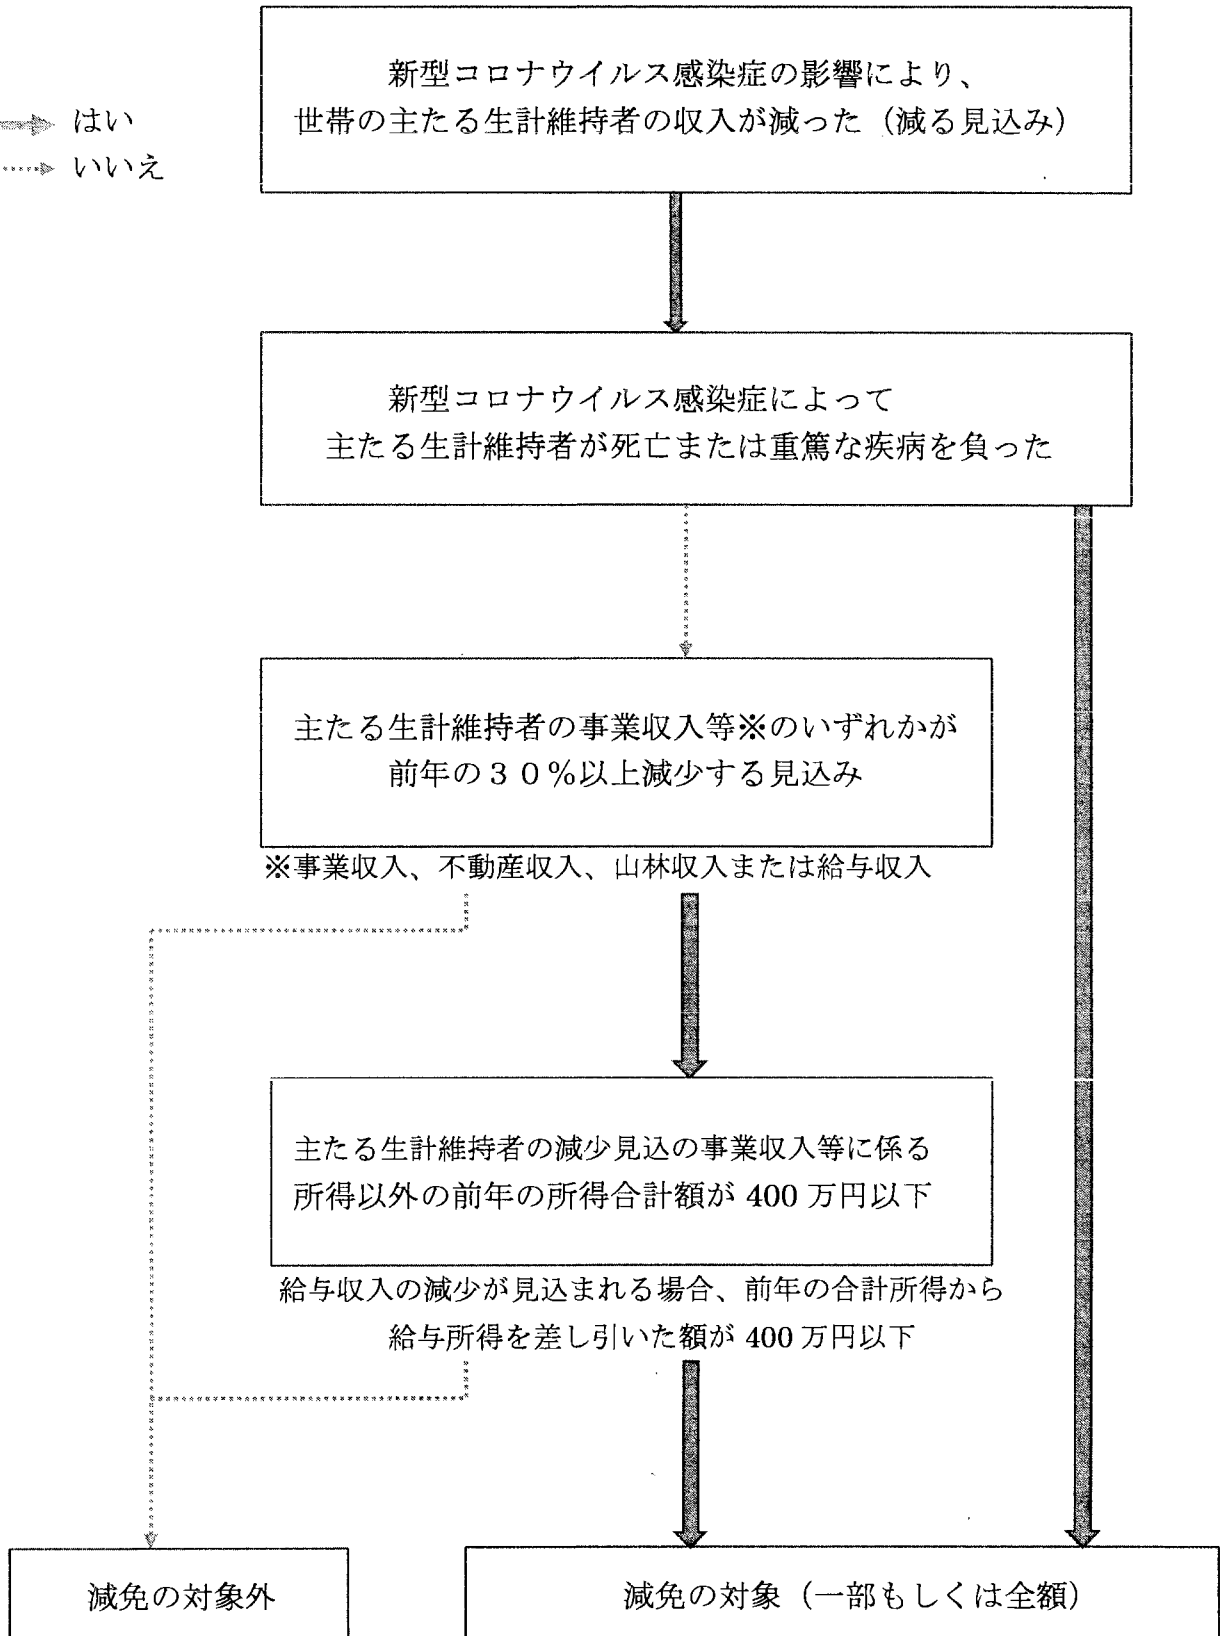 新型コロナウイルス感染症の影響により、
世帯の主たる生計維持者の収入が減った（減る見込み）
はい
いいえ
新型コロナウイルス感染症によって
主たる生計維持者が死亡または重篤な疾病を負った
主たる生計維持者の事業収入等※のいずれかが
前年の３０％以上減少する見込み
※事業収入、不動産収入、山林収入または給与収入
主たる生計維持者の減少見込の事業収入等に係る
所得以外の前年の所得合計額が 400 万円以下
給与収入の減少が見込まれる場合、前年の合計所得から
給与所得を差し引いた額が 400 万円以下
減免の対象外
減免の対象（一部もしくは全額）